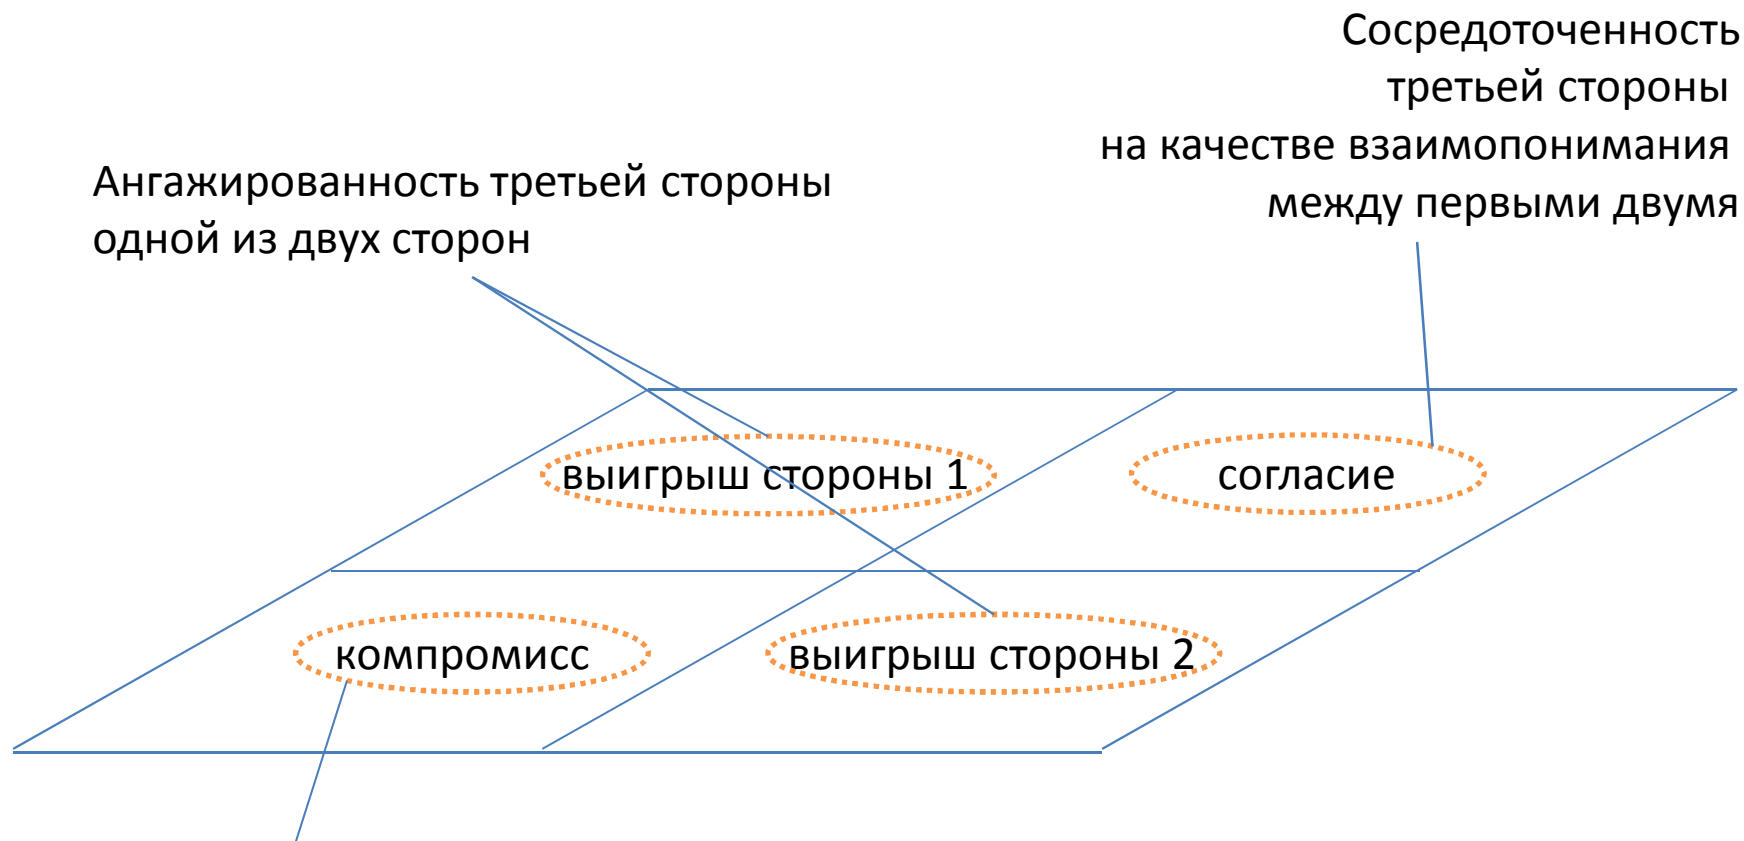 Сосредоточенность
третьей стороны
на качестве взаимопонимания
между первыми двумя
Ангажированность третьей стороны
одной из двух сторон
выигрыш стороны 1
согласие
компромисс
выигрыш стороны 2